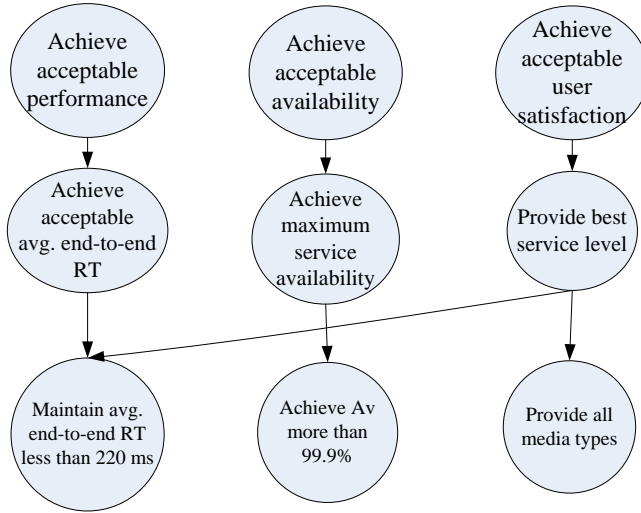 Achieve
acceptable
performance
Achieve
acceptable
availability
Achieve
acceptable
user
satisfaction
Achieve
acceptable
avg. end-to-end
RT
Achieve
maximum
service
availability
Provide best
service level
Maintain avg.
end-to-end RT
less than 220 ms
Achieve Av
more than
99.9%
Provide all
media types